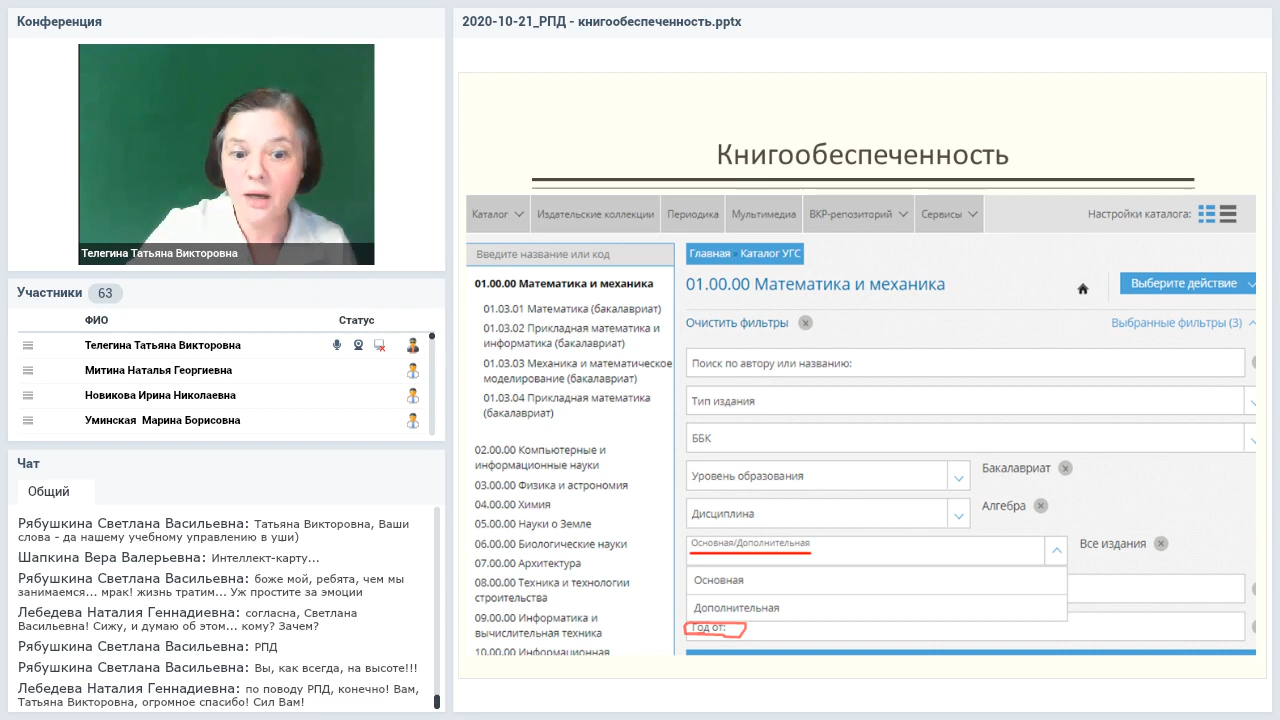 Конференция
Телегина Татьяна Викторовна
Участники 63
ФИО Статус
Телегина Татьяна Викторовна
Митина Наталья Георгиевна
Новикова Ирина Николаевна
Уминская Марина Борисовна
Чат
Общий
Рябушкина Светлана Васильевна: Татьяна Викторовна, Ваши
слова - да нашему учебному управлению в уши)
Шапкина Вера Валерьевна: Интеллект-карту...
Рябушкина Светлана Васильевна: боже мой, ребята, чем мы
занимаемся... мрак! жизнь тратим... Уж простите за эмоции
Лебедева Наталия Геннадиевна: согласна, Светлана
Васильевна! Сижу, и думаю об этом... кому? Зачем?
Рябушкина Светлана Васильевна: РПД
Рябушкина Светлана Васильевна: Вы, как всегда, на высоте!!!
Лебедева Наталия Геннадиевна: по поводу РПД, конечно! Вам,
Татьяна Викторовна, огромное спасибо! Сил Вам!
2020-10-21_РПД - книгообеспеченность.pptx
Книгообеспеченность
Каталог Издательские коллекции Периодика Мультимедиа ВКР-репозиторий Сервисы Настройки каталога:
Введите название или код
01.00.00 Математика и механика
01.03.01 Математика (бакалавриат)
01.03.02 Прикладная математика и
информатика (бакалавриат)
01.03.03 Механика и математическое
моделирование (бакалавриат)
01.03.04 Прикладная математика
(бакалавриат)
02.00.00 Компьютерные и
информационные науки
03.00.00 Физика и астрономия
04.00.00 Химия
05.00.00 Науки о Земле
06.00.00 Биологические науки
07.00.00 Архитектура
08.00.00 Техника и технологии
строительства
09.00.00 Информатика и
вычислительная техника
10.00.00 Информационная
Главная Каталог УГС
01.00.00 Математика и механика
Выберите действие
Очистить фильтры
Выбранные фильтры (3)
Поиск по автору или названию:
Тип издания
ББК
Уровень образования Бакалавриат
Дисциплина Алгебра
Основная/Дополнительная Все издания
Основная
Дополнительная
Год от: